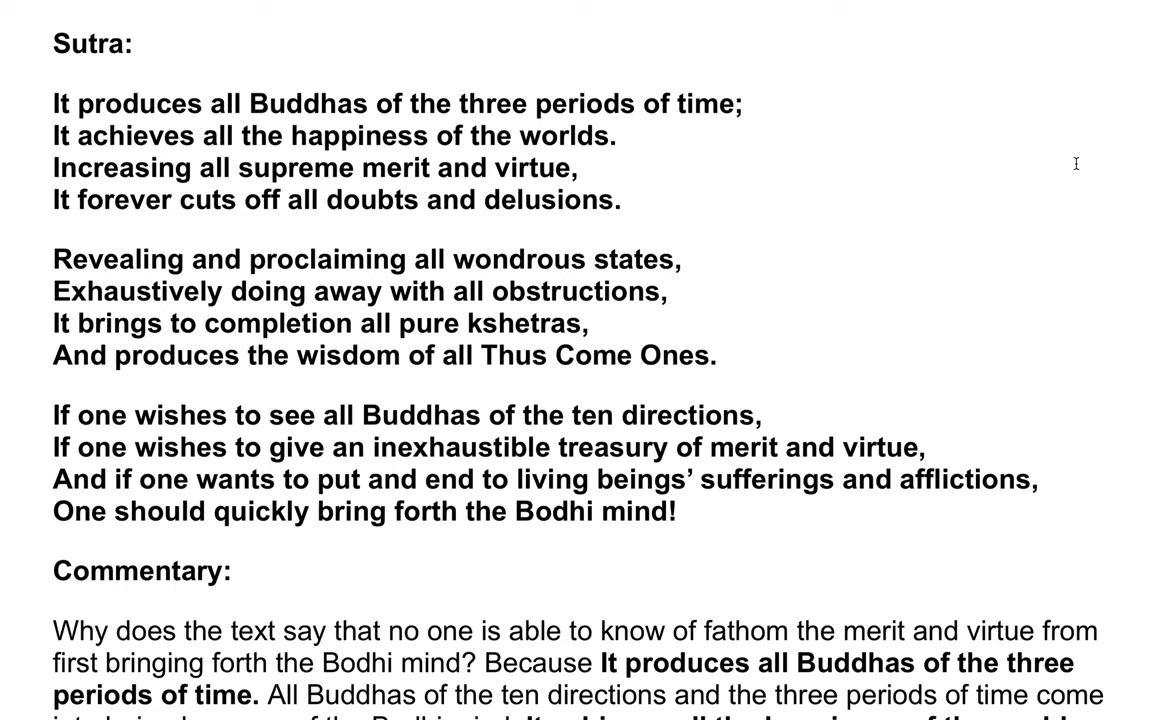 Sutra:
It produces all Buddhas of the three periods of time;
It achieves all the happiness of the worlds.
Increasing all supreme merit and virtue,
It forever cuts off all doubts and delusions.
Revealing and proclaiming all wondrous states,
Exhaustively doing away with all obstructions,
It brings to completion all pure kshetras,
And produces the wisdom of all Thus Come Ones.
If one wishes to see all Buddhas of the ten directions,
If one wishes to give an inexhaustible treasury of merit and virtue,
And if one wants to put and end to living beings’ sufferings and afflictions,
One should quickly bring forth the Bodhi mind!
Commentary:
Why does the text say that no one is able to know of fathom the merit and virtue from
first bringing forth the Bodhi mind? Because It produces all Buddhas of the three
periods of time. All Buddhas of the ten directions and the three periods of time come